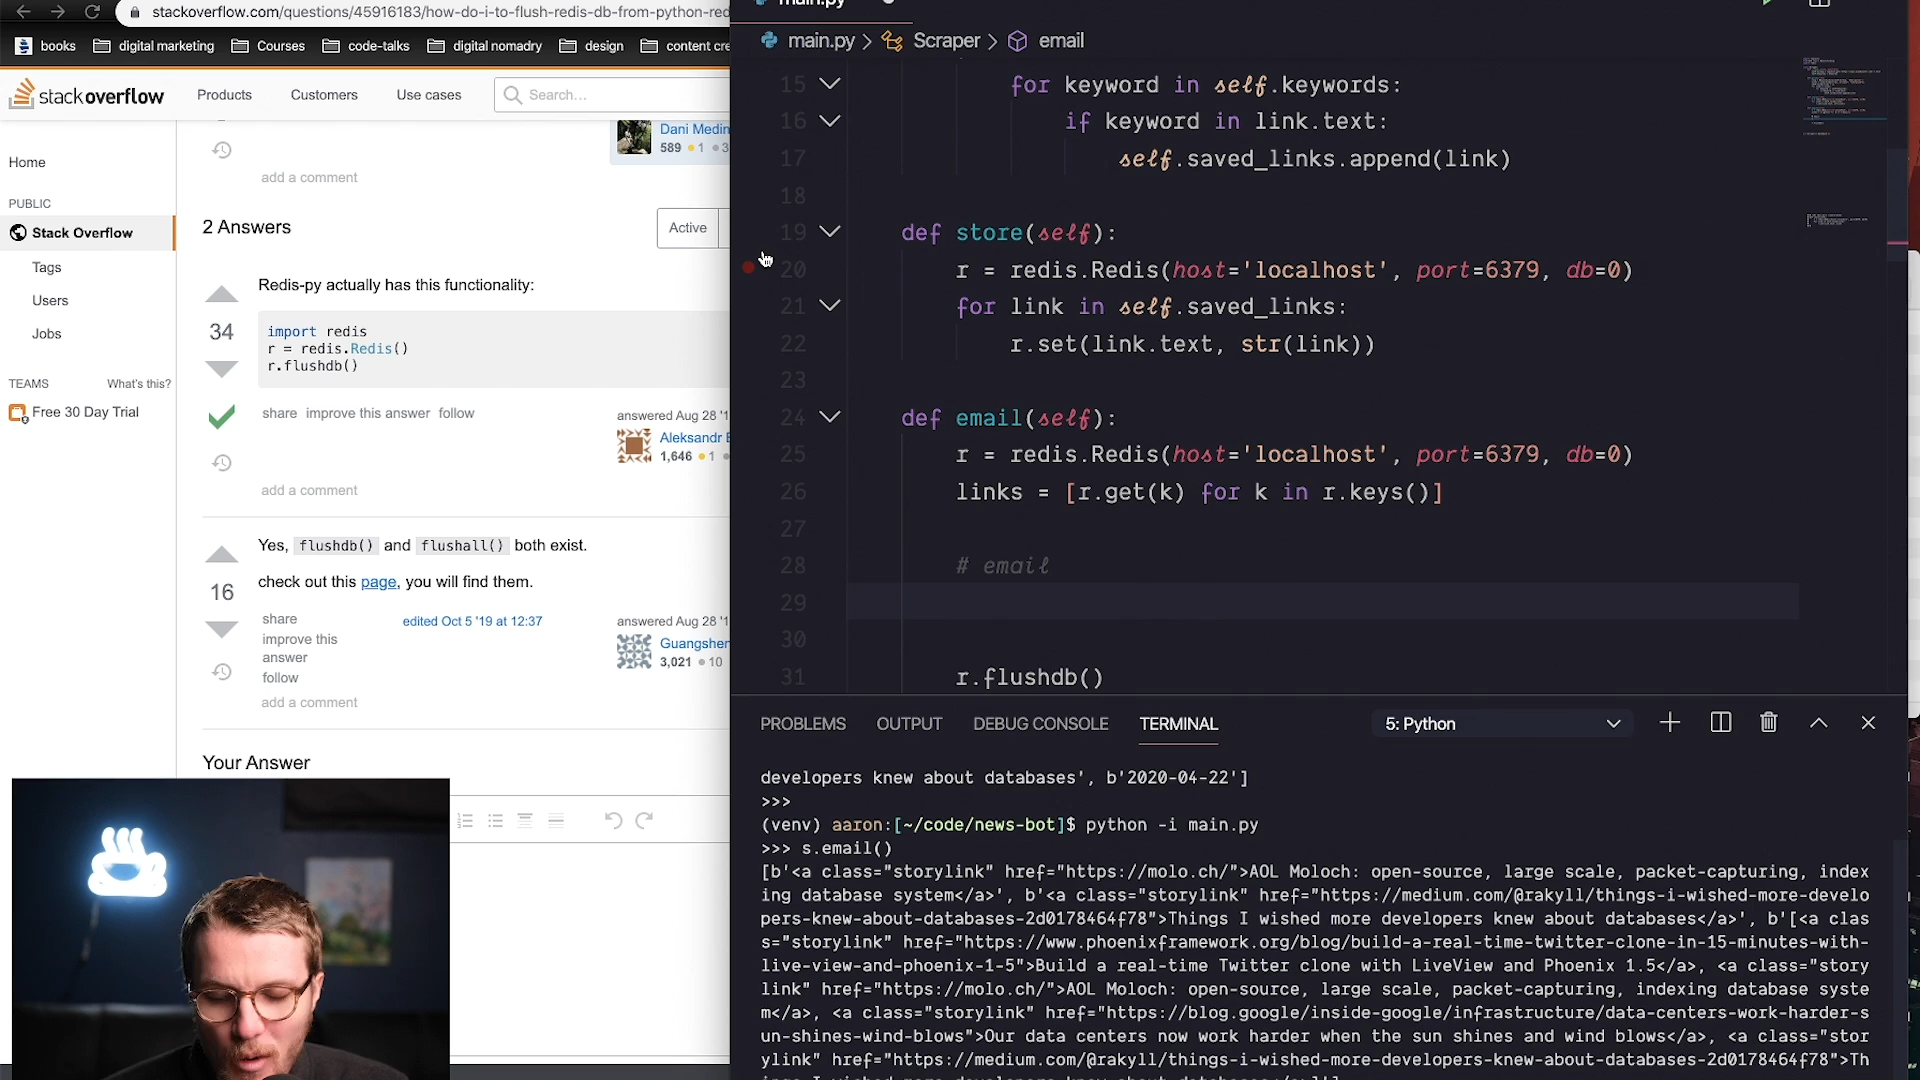 stackoverflow.com/questions/45916183/how-do-i-to-flush-redis-db-from-python-red
books
digital marketing
Courses
code-talks
digital nomadry
design
content cre
stackoverflow
Products
Customers
Use cases
Search...
Home
PUBLIC
Stack Overflow
Tags
Users
Jobs
TEAMS
What's this?
Free 30 Day Trial
Dani Medin
589 1 3
add a comment
2 Answers
Active
Redis-py actually has this functionality:
34
import redis
r = redis.Redis()
r.flushdb()
share improve this answer follow
answered Aug 28 '1
Aleksandr B
1,646 1
add a comment
Yes, flushdb() and flushall() both exist.
16
check out this page, you will find them.
share
improve this
answer
follow
edited Oct 5 '19 at 12:37
answered Aug 28 '1
Guangsher
3,021 10
add a comment
Your Answer
main.py
main.py > Scraper > email
15 for keyword in self.keywords:
16 if keyword in link.text:
17 self.saved_links.append(link)
18
19 def store(self):
20 r = redis.Redis(host='localhost', port=6379, db=0)
21 for link in self.saved_links:
22 r.set(link.text, str(link))
23
24 def email(self):
25 r = redis.Redis(host='localhost', port=6379, db=0)
26 links = [r.get(k) for k in r.keys()]
27
28 # email
29
30
31 r.flushdb()
PROBLEMS
OUTPUT
DEBUG CONSOLE
TERMINAL
5: Python
developers knew about databases', b'2020-04-22']
>>>
(venv) aaron:[~/code/news-bot]$ python -i main.py
>>> s.email()
[b'<a class="storylink" href="https://molo.ch/">AOL Moloch: open-source, large scale, packet-capturing, index
ing database system</a>', b'<a class="storylink" href="https://medium.com/@rakyll/things-i-wished-more-develo
pers-knew-about-databases-2d0178464f78">Things I wished more developers knew about databases</a>', b'[<a clas
s="storylink" href="https://www.phoenixframework.org/blog/build-a-real-time-twitter-clone-in-15-minutes-with-
live-view-and-phoenix-1-5">Build a real-time Twitter clone with LiveView and Phoenix 1.5</a>, <a class="story
link" href="https://molo.ch/">AOL Moloch: open-source, large scale, packet-capturing, indexing database syste
m</a>, <a class="storylink" href="https://blog.google/inside-google/infrastructure/data-centers-work-harder-s
un-shines-wind-blows">Our data centers now work harder when the sun shines and wind blows</a>, <a class="stor
ylink" href="https://medium.com/@rakyll/things-i-wished-more-developers-knew-about-databases-2d0178464f78">Th